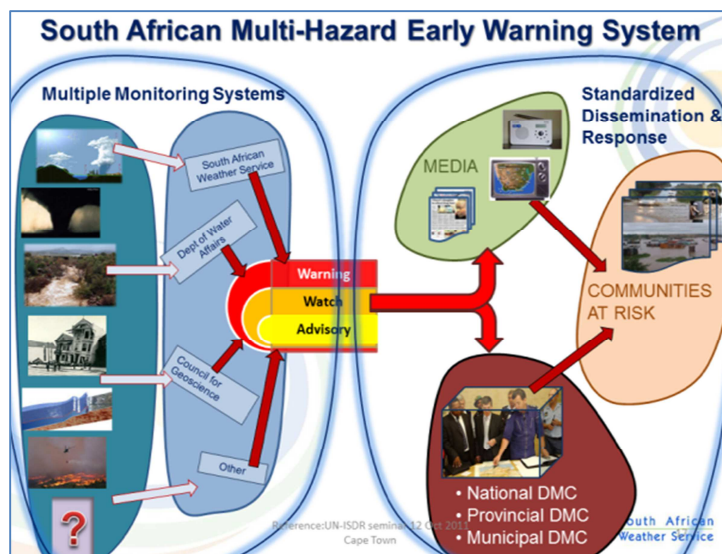 South African Multi-Hazard Early Warning System
Multiple Monitoring Systems
South African
Weather Service
Dept of Water
Affairs
Council for
Geoscience
Other
?
Warning
Watch
Advisory
Standardized
Dissemination &
Response
MEDIA
COMMUNITIES
AT RISK
• National DMC
• Provincial DMC
• Municipal DMC
Reference:UN-ISDR seminar 12 Oct 2011
Cape Town
South African
Weather Service